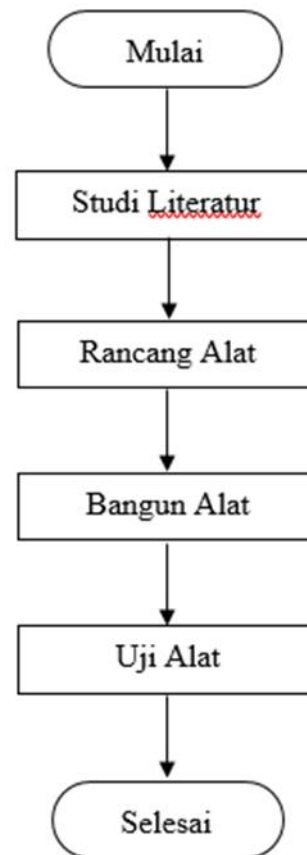 Mulai
Studi Literatur
Rancang Alat
Bangun Alat
Uji Alat
Selesai